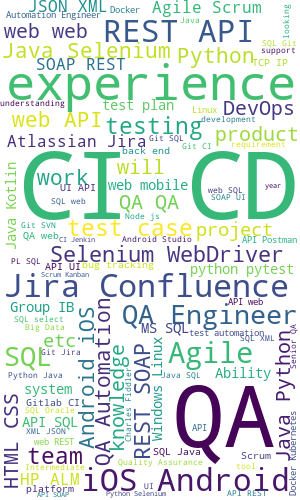 JSON XML
Docker
Agile Scrum
looking
SQL Git
Automation Engineer
Java
web web
REST API
support
Java Selenium
Python
SOAP REST
TCP IP
experience
understanding
test plan
Linux
DevOps
web API
testing
development
requirement
Atlassian Jira
Git SQL
Git CI
product
back end
CI CD
Java Kotlin
work
will
UI API
web mobile
web SQL
SOAP UI
year
SQL web
QA QA
Node js
Git SVN
test case
project
QA web
CI Jenkin
Android Studio
API Postman
PL SQL
API UI
Selenium WebDriver
bug tracking
python pytest
Scrum Kanban
Jira Confluence
Group IB
QA Engineer
API web
SQL select
Big Data
MS SQL
test automation
SQL XML
Senior QA
SQL
etc
Git Jira
Android iOS
QA Automation
knowledge
REST SOAP
Charles Fiddler
Windows Linux
Agile
Python Java
Java SQL
Ability
system
Gitlab CI
API SQL
QA
Java Python
Docker Kubernetes
HTML CSS
SQL Oracle
XML JSON
SQL Java
API
web REST
team
Quality Assurance
Scrum
Intermediate
HP ALM
tool
iOS Android
platform
UI
API SOAP
Python Selenium
API REST